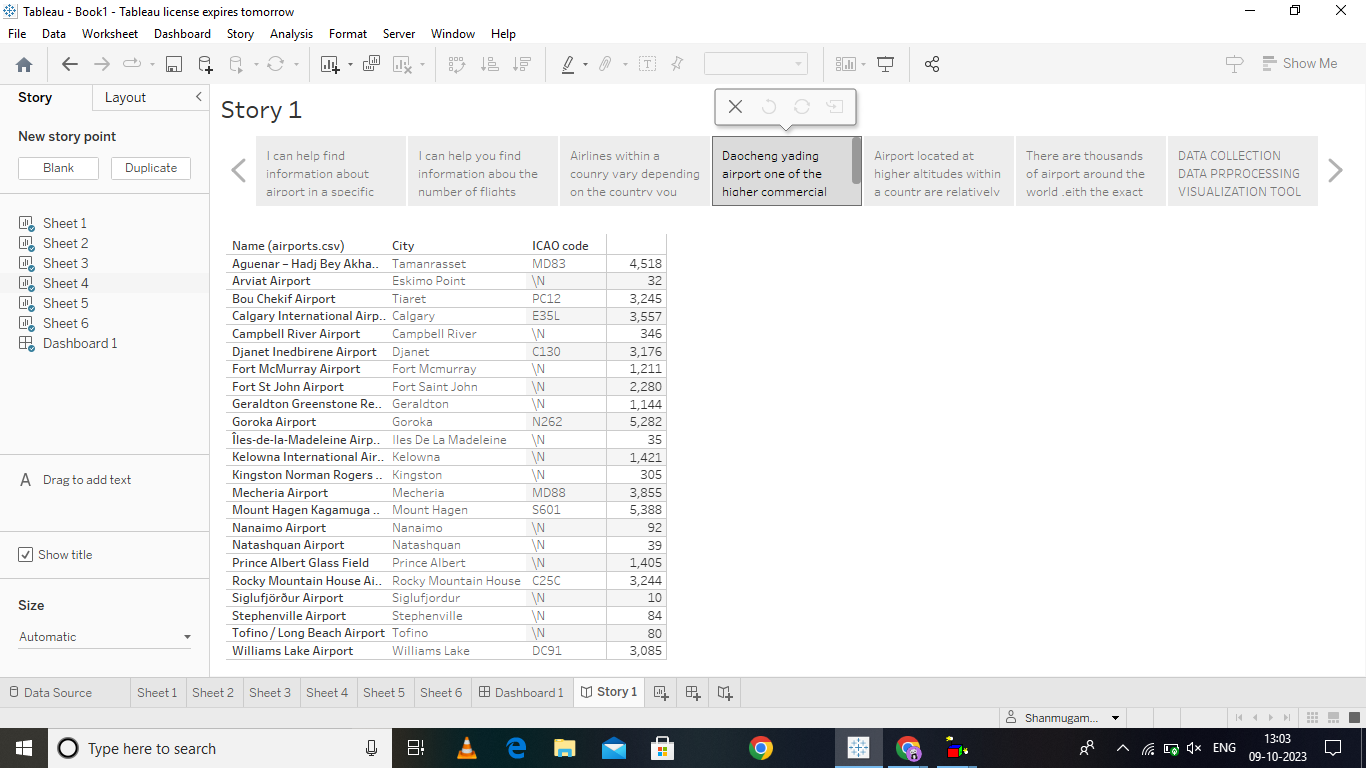 Tableau - Book1 - Tableau license expires tomorrow
File Data Worksheet Dashboard Story Analysis Format Server Window Help
Show Me
Story Layout
New story point
Blank Duplicate
Sheet 1
Sheet 2
Sheet 3
Sheet 4
Sheet 5
Sheet 6
Dashboard 1
A Drag to add text
Show title
Size
Automatic
Story 1
I can help find
information about
airport in a specific
I can help you find
information abou the
number of flights
Airlines within a
counry vary depending
on the country you
Daocheng yading
airport one of the
higher commercial
Airport located at
higher altitudes within
a countr are relatively
There are thousands
of airport around the
world .eith the exact
DATA COLLECTION
DATA PRPROCESSING
VISUALIZATION TOOL
Name (airports.csv) City ICAO code
Aguenar – Hadj Bey Akha.. Tamanrasset MD83 4,518
Arviat Airport Eskimo Point \N 32
Bou Chekif Airport Tiaret PC12 3,245
Calgary International Airp.. Calgary E35L 3,557
Campbell River Airport Campbell River \N 346
Djanet Inedbirene Airport Djanet C130 3,176
Fort McMurray Airport Fort Mcmurray \N 1,211
Fort St John Airport Fort Saint John \N 2,280
Geraldton Greenstone Re.. Geraldton \N 1,144
Goroka Airport Goroka N262 5,282
Îles-de-la-Madeleine Airp.. Iles De La Madeleine \N 35
Kelowna International Air.. Kelowna \N 1,421
Kingston Norman Rogers .. Kingston \N 305
Mecheria Airport Mecheria MD88 3,855
Mount Hagen Kagamuga .. Mount Hagen S601 5,388
Nanaimo Airport Nanaimo \N 92
Natashquan Airport Natashquan \N 39
Prince Albert Glass Field Prince Albert \N 1,405
Rocky Mountain House Ai.. Rocky Mountain House C25C 3,244
Siglufjörður Airport Siglufjordur \N 10
Stephenville Airport Stephenville \N 84
Tofino / Long Beach Airport Tofino \N 80
Williams Lake Airport Williams Lake DC91 3,085
Data Source Sheet 1 Sheet 2 Sheet 3 Sheet 4 Sheet 5 Sheet 6 Dashboard 1 Story 1
Shanmugam...
Type here to search
ENG
13:03
09-10-2023